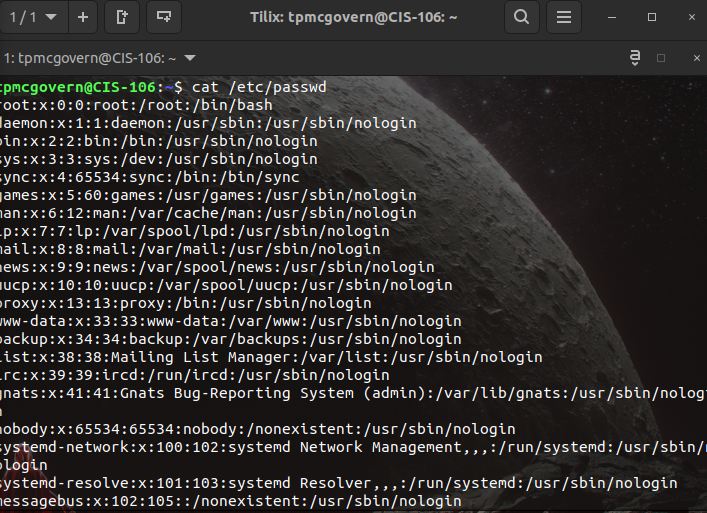 1 / 1
Tilix: tpmcgovern@CIS-106: ~
1: tpmcgovern@CIS-106: ~
tpmcgovern@CIS-106:~$ cat /etc/passwd
root:x:0:0:root:/root:/bin/bash
daemon:x:1:1:daemon:/usr/sbin:/usr/sbin/nologin
bin:x:2:2:bin:/bin:/usr/sbin/nologin
sys:x:3:3:sys:/dev:/usr/sbin/nologin
sync:x:4:65534:sync:/bin:/bin/sync
games:x:5:60:games:/usr/games:/usr/sbin/nologin
man:x:6:12:man:/var/cache/man:/usr/sbin/nologin
lp:x:7:7:lp:/var/spool/lpd:/usr/sbin/nologin
mail:x:8:8:mail:/var/mail:/usr/sbin/nologin
news:x:9:9:news:/var/spool/news:/usr/sbin/nologin
uucp:x:10:10:uucp:/var/spool/uucp:/usr/sbin/nologin
proxy:x:13:13:proxy:/bin:/usr/sbin/nologin
www-data:x:33:33:www-data:/var/www:/usr/sbin/nologin
backup:x:34:34:backup:/var/backups:/usr/sbin/nologin
list:x:38:38:Mailing List Manager:/var/list:/usr/sbin/nologin
irc:x:39:39:ircd:/run/ircd:/usr/sbin/nologin
gnats:x:41:41:Gnats Bug-Reporting System (admin):/var/lib/gnats:/usr/sbin/nologi
n
nobody:x:65534:65534:nobody:/nonexistent:/usr/sbin/nologin
systemd-network:x:100:102:systemd Network Management,,,:/run/systemd:/usr/sbin/n
ologin
systemd-resolve:x:101:103:systemd Resolver,,,:/run/systemd:/usr/sbin/nologin
messagebus:x:102:105::/nonexistent:/usr/sbin/nologin